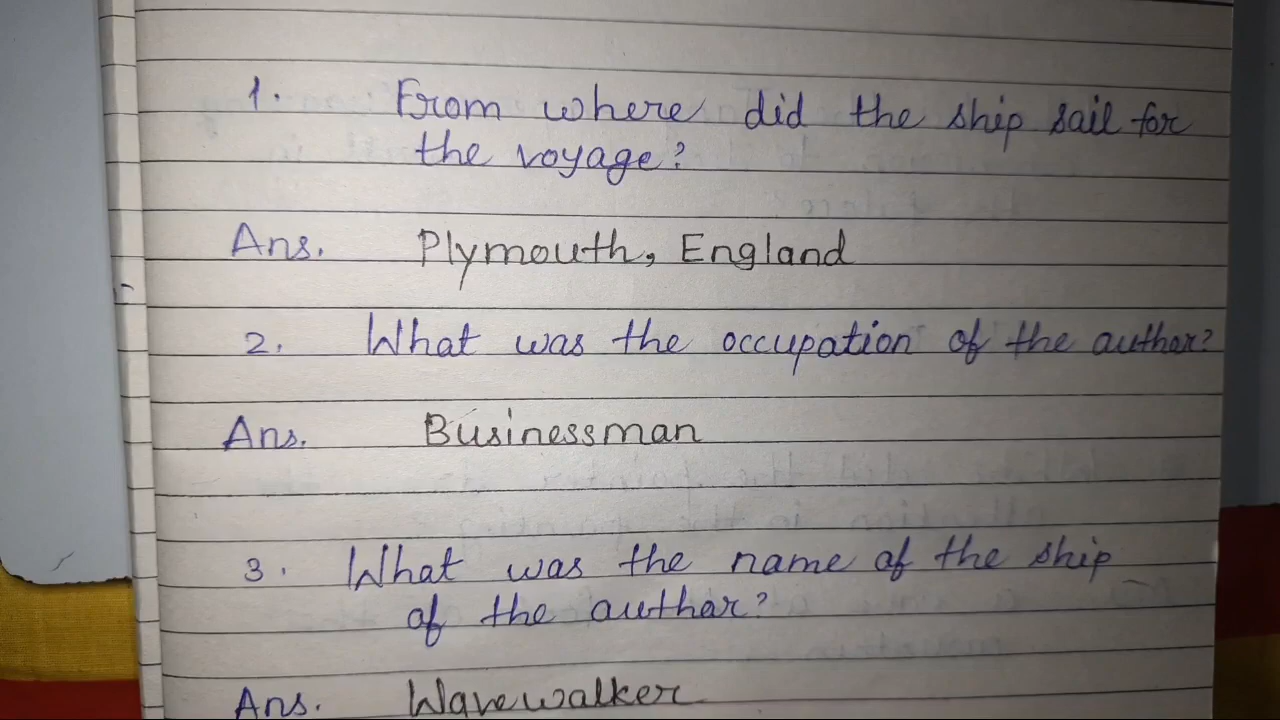 1. From where did the ship sail for
the voyage?
Ans. Plymouth, England
2. What was the occupation of the author?
Ans. Businessman
3. What was the name of the ship
of the author?
Ans. Wavewalker